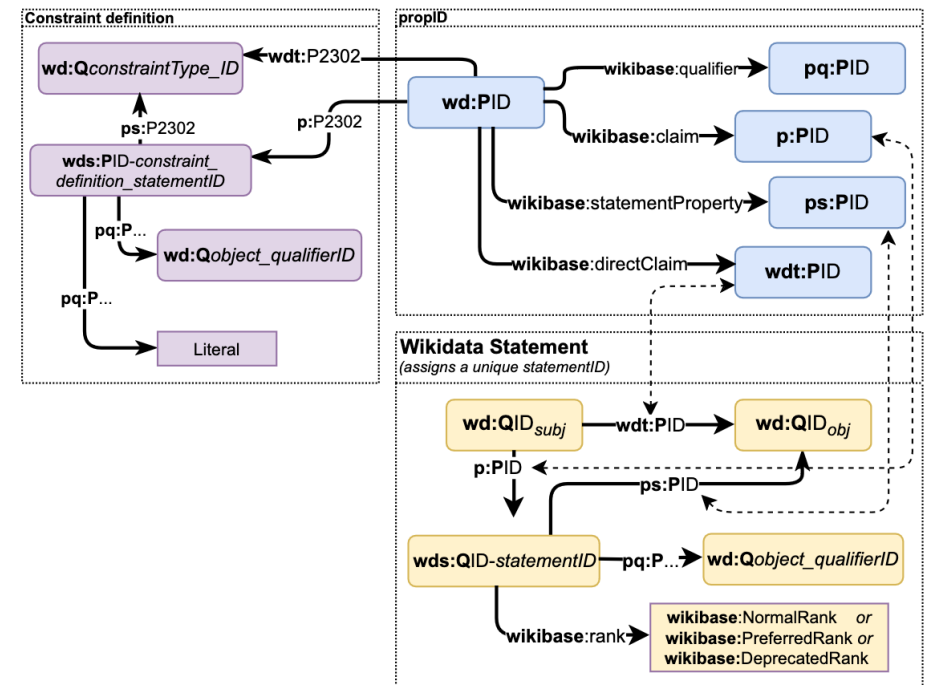 Constraint definition
wd:QconstraintType_ID
wdt:P2302
ps:P2302
p:P2302
wds:PID-constraint_
definition_statementID
pq:P...
wd:Qobject_qualifierID
pq:P...
Literal
propID
wd:PID
wikibase:qualifier
pq:PID
wikibase:claim
p:PID
wikibase:statementProperty
ps:PID
wikibase:directClaim
wdt:PID
Wikidata Statement
(assigns a unique statementID)
wd:QIDsubj
wdt:PID
wd:QIDobj
p:PID
ps:PID
wds:QID-statementID
pq:P...
wd:Qobject_qualifierID
wikibase:rank
wikibase:NormalRank or
wikibase:PreferredRank or
wikibase:DeprecatedRank